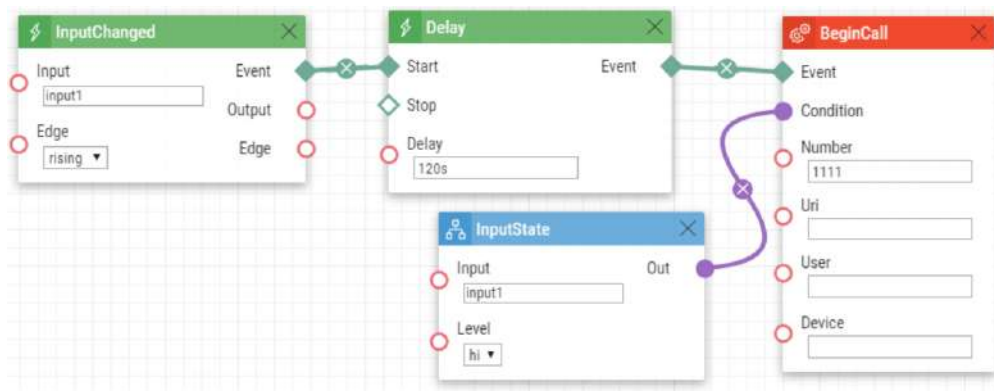 InputChanged
Input
input1
Edge
rising
Event
Output
Edge
Delay
Start
Stop
Delay
120s
Event
InputState
Input
input1
Level
hi
Out
BeginCall
Event
Condition
Number
1111
Uri
User
Device